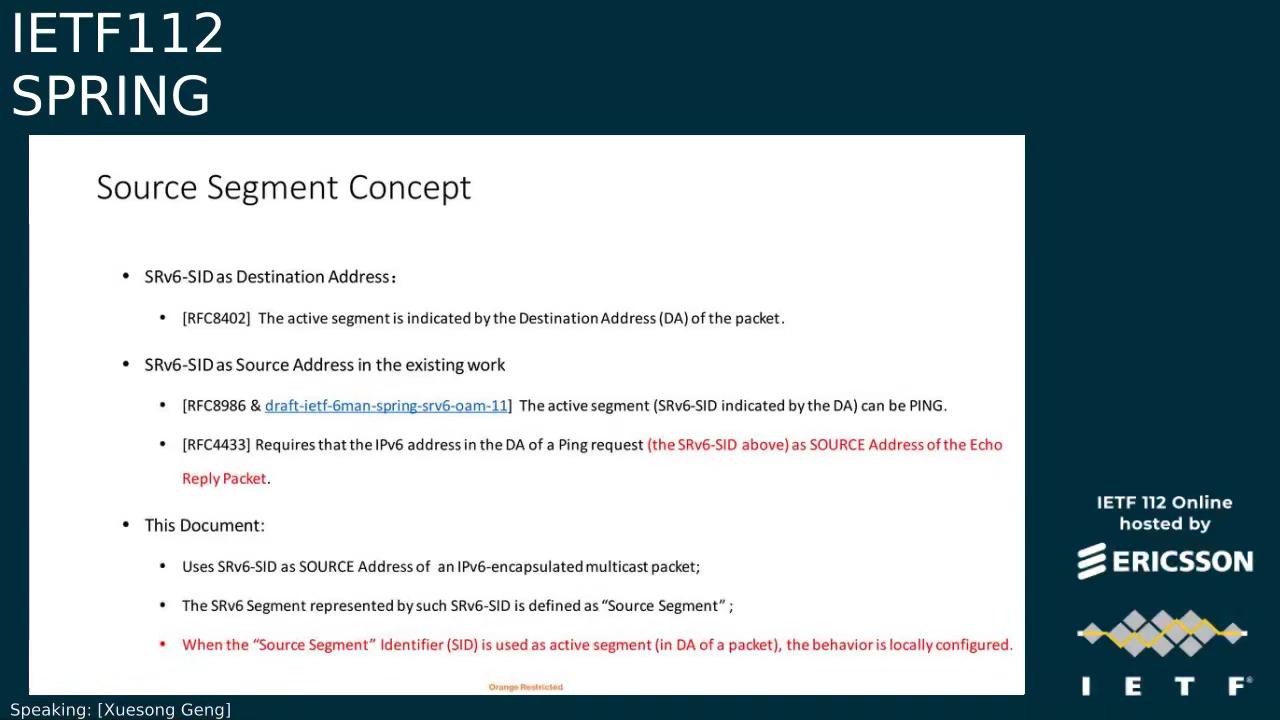 IETF112
SPRING
Source Segment Concept
• SRv6-SID as Destination Address：
• [RFC8402] The active segment is indicated by the Destination Address (DA) of the packet.
• SRv6-SID as Source Address in the existing work
• [RFC8986 & draft-ietf-6man-spring-srv6-oam-11] The active segment (SRv6-SID indicated by the DA) can be PING.
• [RFC4433] Requires that the IPv6 address in the DA of a Ping request (the SRv6-SID above) as SOURCE Address of the Echo
Reply Packet.
• This Document:
• Uses SRv6-SID as SOURCE Address of an IPv6-encapsulated multicast packet;
• The SRv6 Segment represented by such SRv6-SID is defined as “Source Segment” ;
• When the “Source Segment” Identifier (SID) is used as active segment (in DA of a packet), the behavior is locally configured.
Orange Restricted
IETF 112 Online
hosted by
ERICSSON
I E T F®
Speaking: [Xuesong Geng]